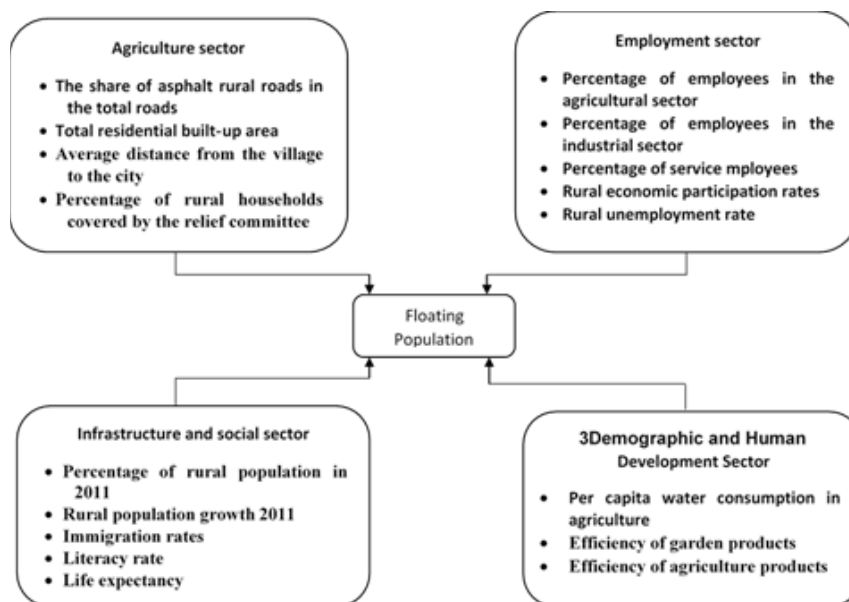 Agriculture sector
• The share of asphalt rural roads in
the total roads
• Total residential built-up area
• Average distance from the village
to the city
• Percentage of rural households
covered by the relief committee
Employment sector
• Percentage of employees in the
agricultural sector
• Percentage of employees in the
industrial sector
• Percentage of service mployees
• Rural economic participation rates
• Rural unemployment rate
Floating
Population
Infrastructure and social sector
• Percentage of rural population in
2011
• Rural population growth 2011
• Immigration rates
• Literacy rate
• Life expectancy
3Demographic and Human
Development Sector
• Per capita water consumption in
agriculture
• Efficiency of garden products
• Efficiency of agriculture products